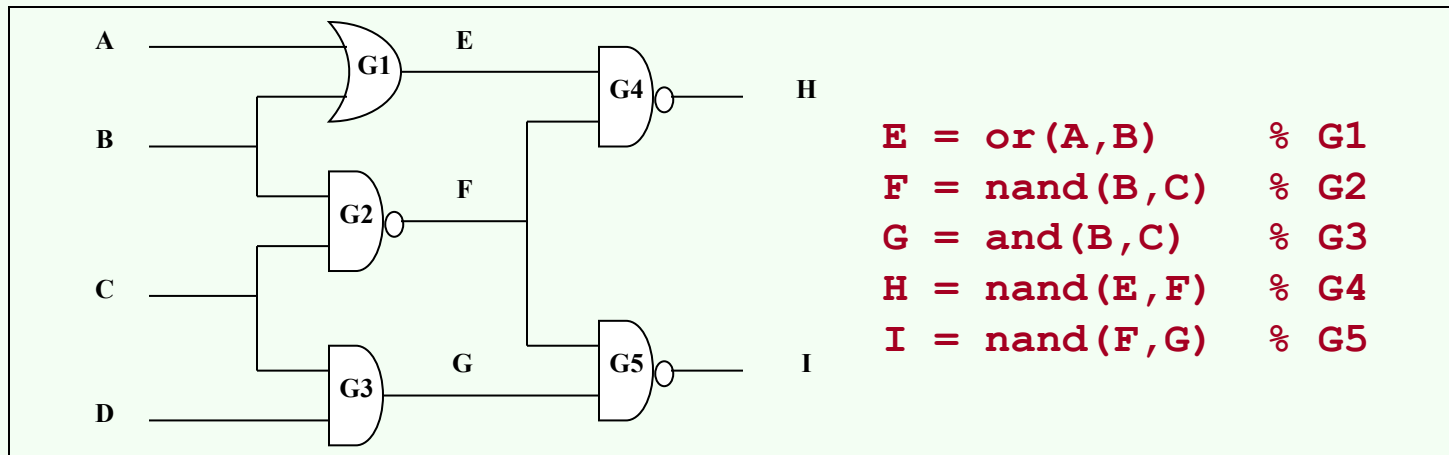 A
B
C
D
G1
G2
G3
E
F
G
G4
G5
H
I
E = or(A,B) % G1
F = nand(B,C) % G2
G = and(B,C) % G3
H = nand(E,F) % G4
I = nand(F,G) % G5